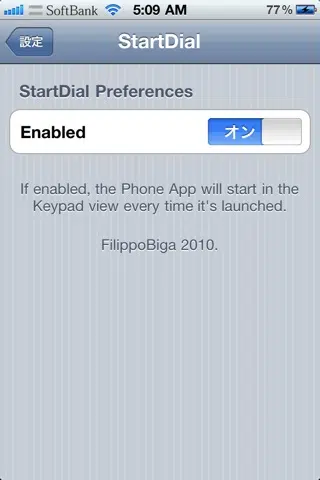 SoftBank 5:09 AM 77%
設定 StartDial
StartDial Preferences
Enabled オン
If enabled, the Phone App will start in the
Keypad view every time it's launched.
FilippoBiga 2010.